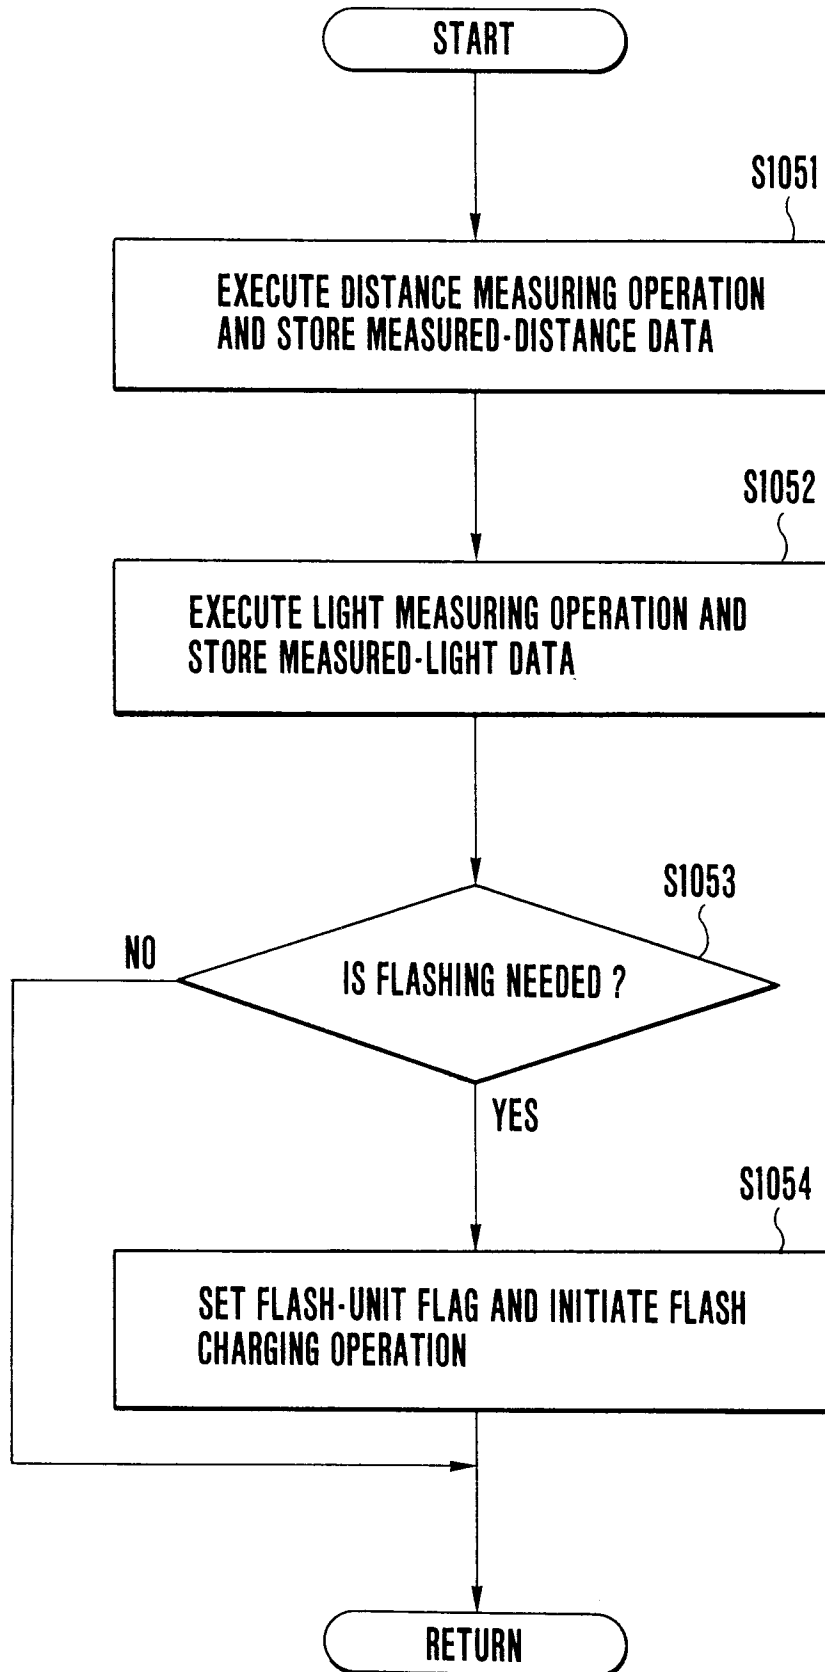 START
S1051
EXECUTE DISTANCE MEASURING OPERATION
AND STORE MEASURED-DISTANCE DATA
S1052
EXECUTE LIGHT MEASURING OPERATION AND
STORE MEASURED-LIGHT DATA
S1053
NO
IS FLASHING NEEDED ?
YES
S1054
SET FLASH-UNIT FLAG AND INITIATE FLASH
CHARGING OPERATION
RETURN